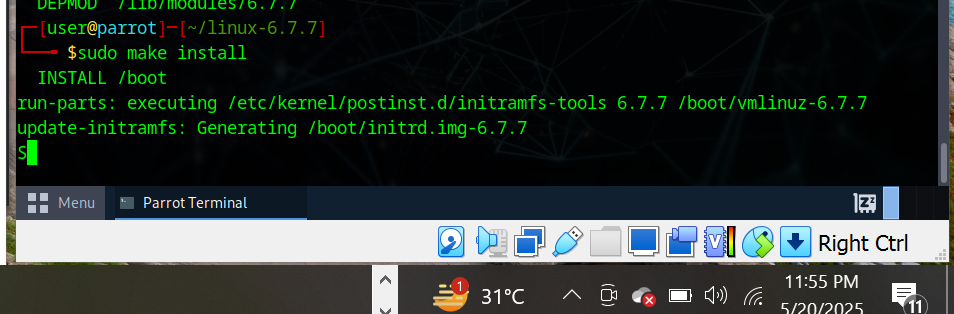 DEPMOD /lib/modules/6.7.7
[user@parrot]-[~/linux-6.7.7]
$sudo make install
INSTALL /boot
run-parts: executing /etc/kernel/postinst.d/initramfs-tools 6.7.7 /boot/vmlinuz-6.7.7
update-initramfs: Generating /boot/initrd.img-6.7.7
S
Menu
Parrot Terminal
Right Ctrl
1
31°C
11:55 PM
5/20/2025
11